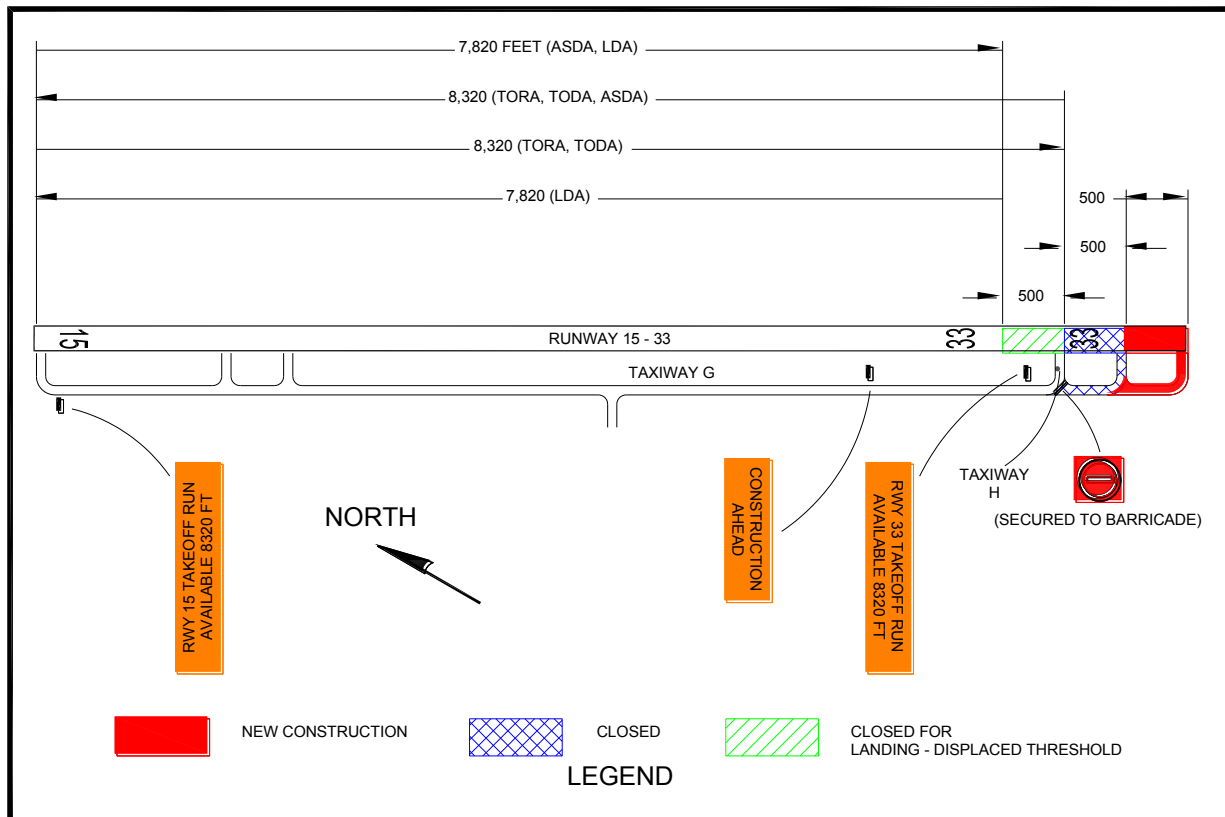 7,820 FEET (ASDA, LDA)
8,320 (TORA, TODA, ASDA)
8,320 (TORA, TODA)
7,820 (LDA)
500
500
500
15
RUNWAY 15 - 33
33
33
TAXIWAY G
RWY 15 TAKEOFF RUN
AVAILABLE 8320 FT
CONSTRUCTION
AHEAD
RWY 33 TAKEOFF RUN
AVAILABLE 8320 FT
TAXIWAY
H
(SECURED TO BARRICADE)
NORTH
NEW CONSTRUCTION
CLOSED
CLOSED FOR
LANDING - DISPLACED THRESHOLD
LEGEND